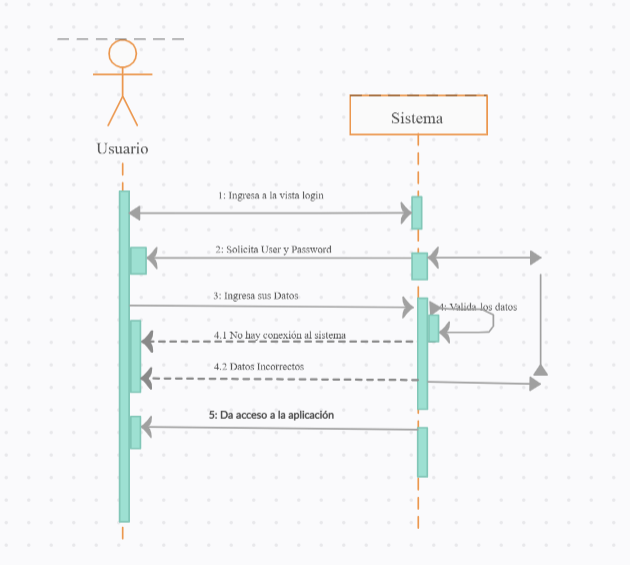 Sistema
Usuario
1: Ingresa a la vista login
2: Solicita User y Password
3: Ingresa sus Datos
4: Valida los datos
4.1 No hay conexión al sistema
4.2 Datos Incorrectos
5: Da acceso a la aplicación